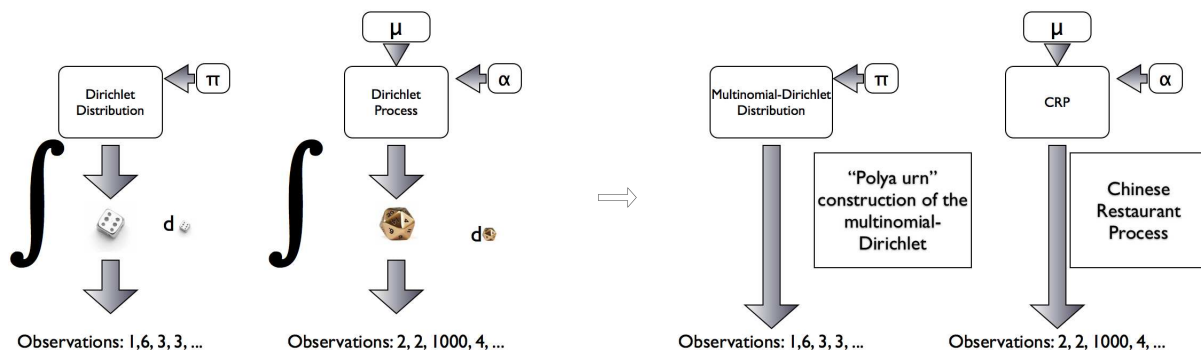 μ
Dirichlet
Distribution
π
Dirichlet
Process
α
∫
d
∫
d
Observations: 1,6, 3, 3, ...
Observations: 2, 2, 1000, 4, ...
μ
Multinomial-Dirichlet
Distribution
π
CRP
α
“Polya urn”
construction of the
multinomial-
Dirichlet
Chinese
Restaurant
Process
Observations: 1,6, 3, 3, ...
Observations: 2, 2, 1000, 4, ...